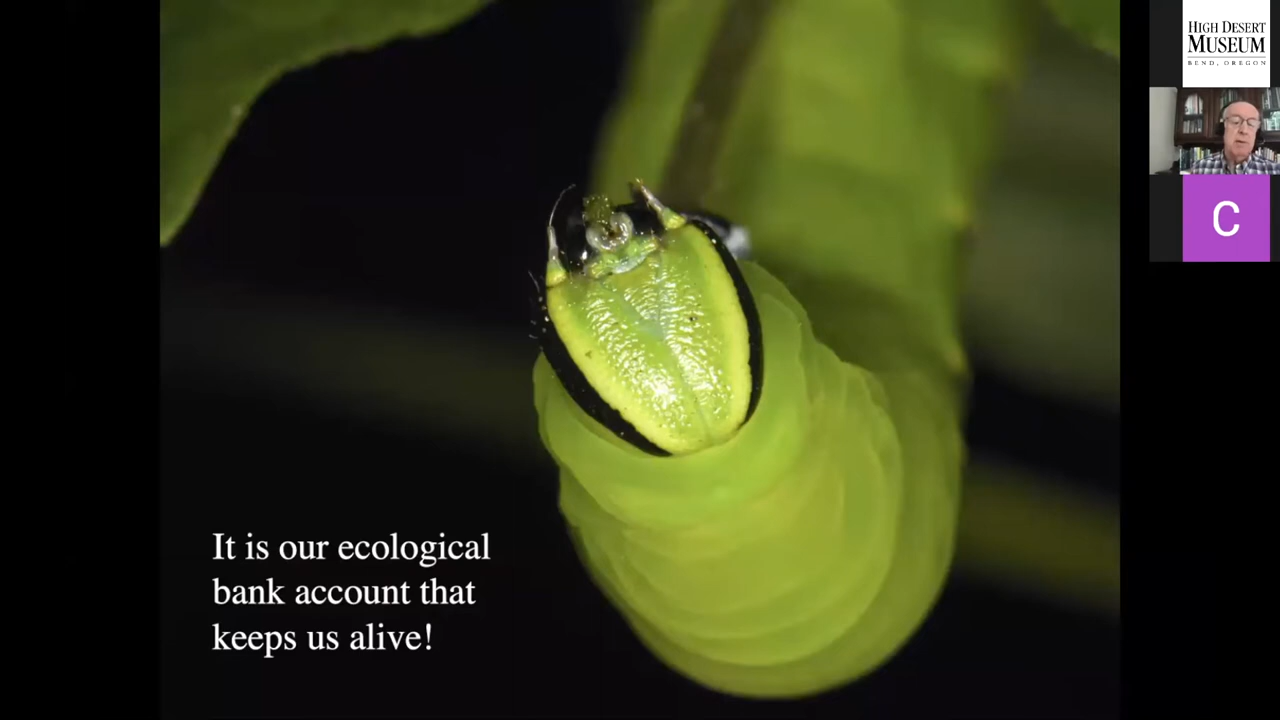 HIGH DESERT
MUSEUM
BEND, OREGON
C
It is our ecological
bank account that
keeps us alive!